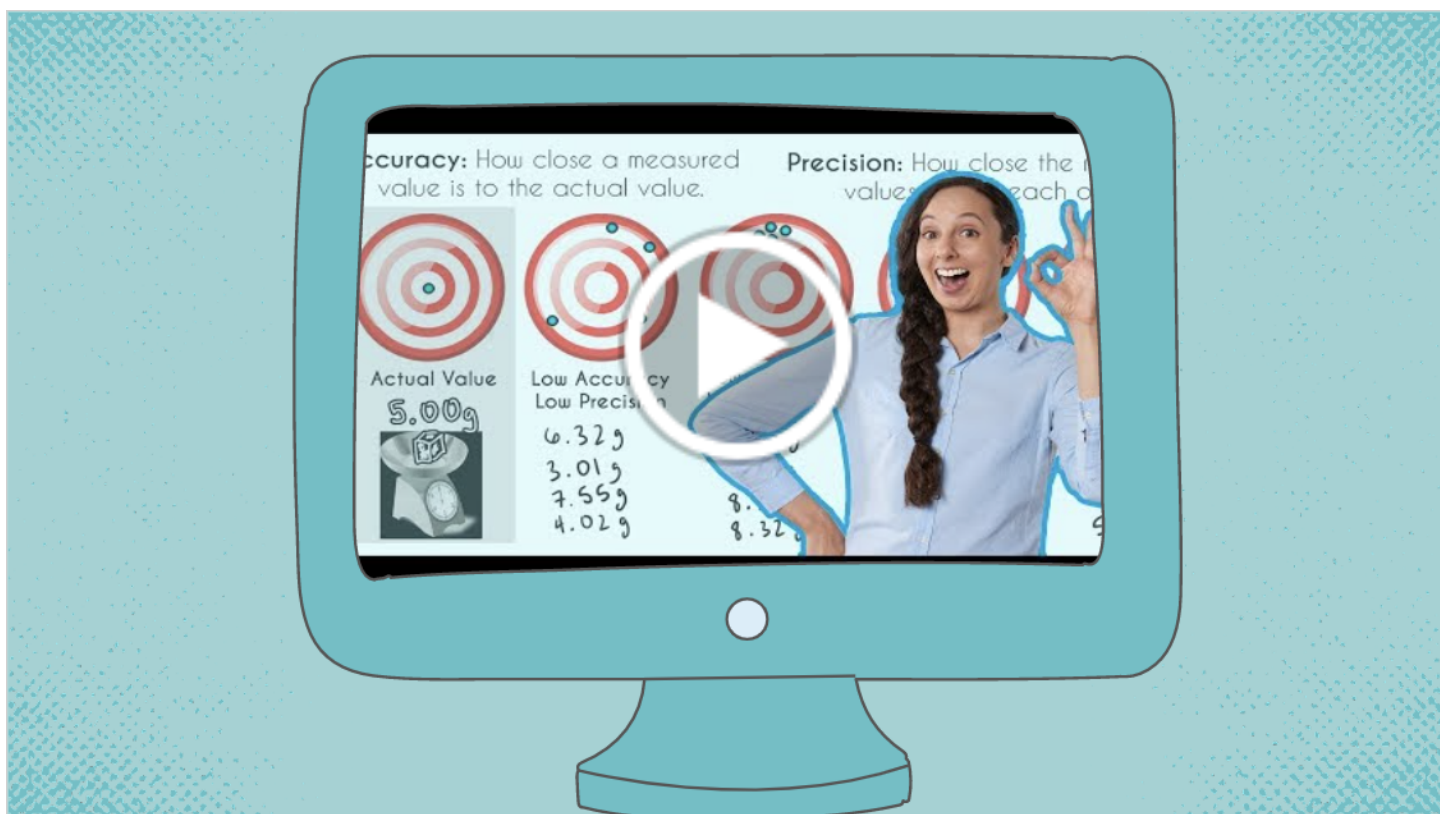 ccuracy: How close a measured
value is to the actual value.
Precision: How close the
values each
Actual Value
5.00g
Low Accuracy
Low Precision
6.32g
3.01g
7.55g
4.02g
8.
8.32